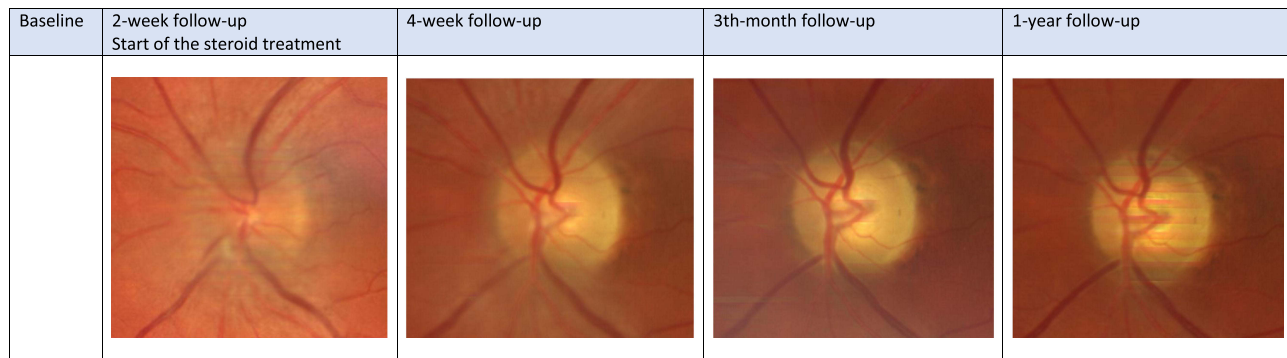 Baseline
2-week follow-up
Start of the steroid treatment
4-week follow-up
3th-month follow-up
1-year follow-up